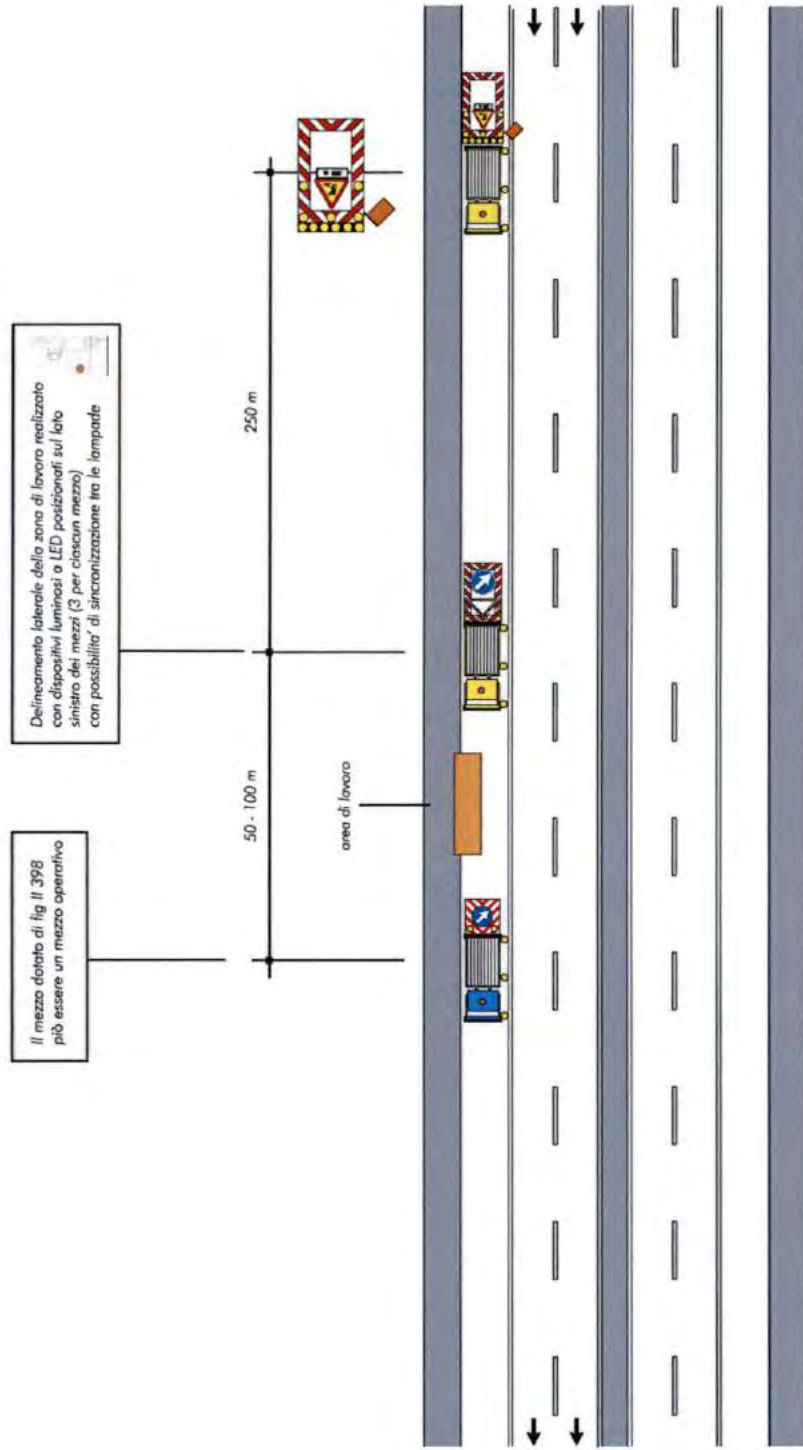 Il mezzo dotato di fig II 398
piò essere un mezzo operativo
Delineamento laterale della zona di lavoro realizzato
con dispositivi luminosi a LED posizionati sul lato
sinistro dei mezzi (3 per ciascun mezzo)
con possibilita' di sincronizzazione tra le lampade
50 - 100 m
250 m
area di lavoro